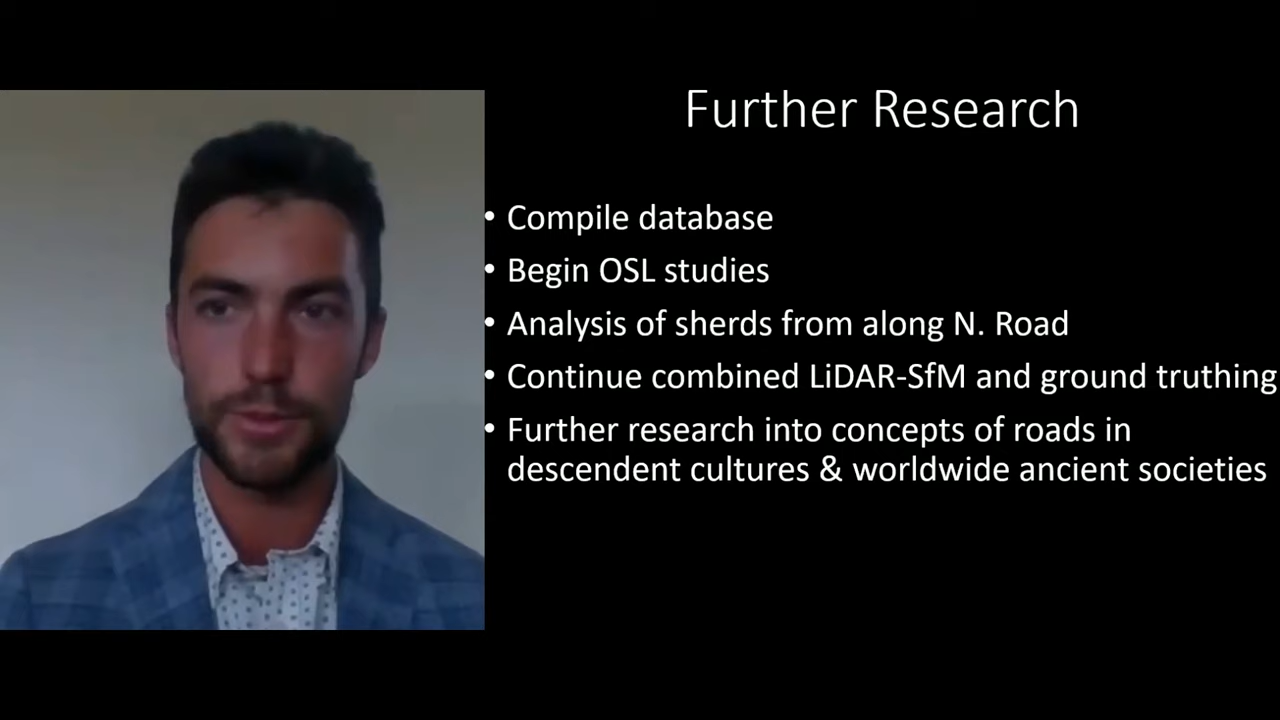 Further Research
• Compile database
• Begin OSL studies
• Analysis of sherds from along N. Road
• Continue combined LiDAR-SfM and ground truthing
• Further research into concepts of roads in
descendent cultures & worldwide ancient societies